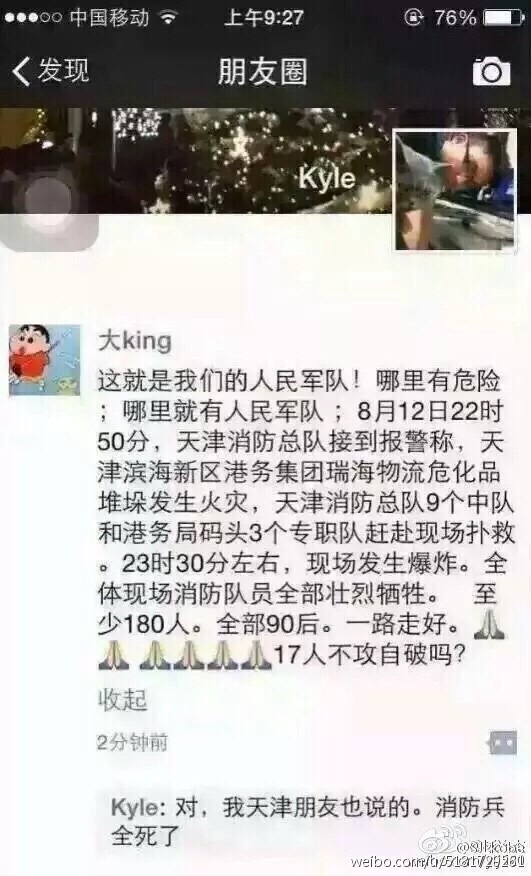 中国移动 上午9:27 76%
发现 朋友圈
Kyle
大king
这就是我们的人民军队！哪里有危险
；哪里就有人民军队 ；8月12日22时
50分，天津消防总队接到报警称，天
津滨海新区港务集团瑞海物流危化品
堆垛发生火灾，天津消防总队9个中队
和港务局码头3个专职队赶赴现场扑救
。23时30分左右，现场发生爆炸。全
体现场消防队员全部壮烈牺牲。 至
少180人。全部90后。一路走好。🙏
🙏🙏🙏🙏🙏17人不攻自破吗？
收起
2分钟前
Kyle: 对，我天津朋友也说的。消防兵
全死了